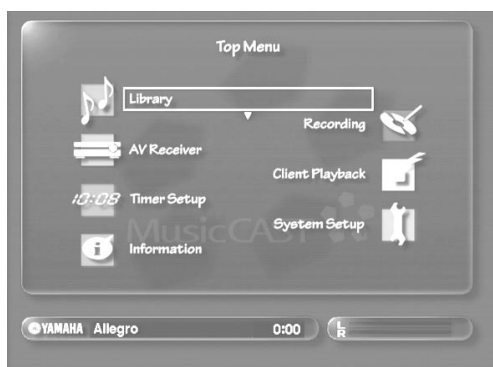 Top Menu
Library
Recording
AV Receiver
Client Playback
10:08 Timer Setup
System Setup
MusicCAST
i Information
YAMAHA Allegro 0:00 L
R